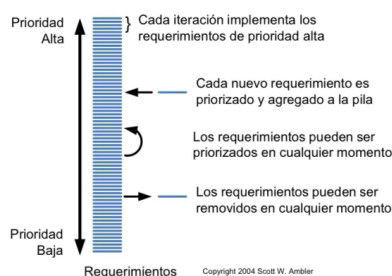 Prioridad
Alta
Cada iteración implementa los
requerimientos de prioridad alta
Cada nuevo requerimiento es
priorizado y agregado a la pila
Los requerimientos pueden ser
priorizados en cualquier momento
Los requerimientos pueden ser
removidos en cualquier momento
Prioridad
Baja
Requerimientos
Copyright 2004 Scott W. Ambler